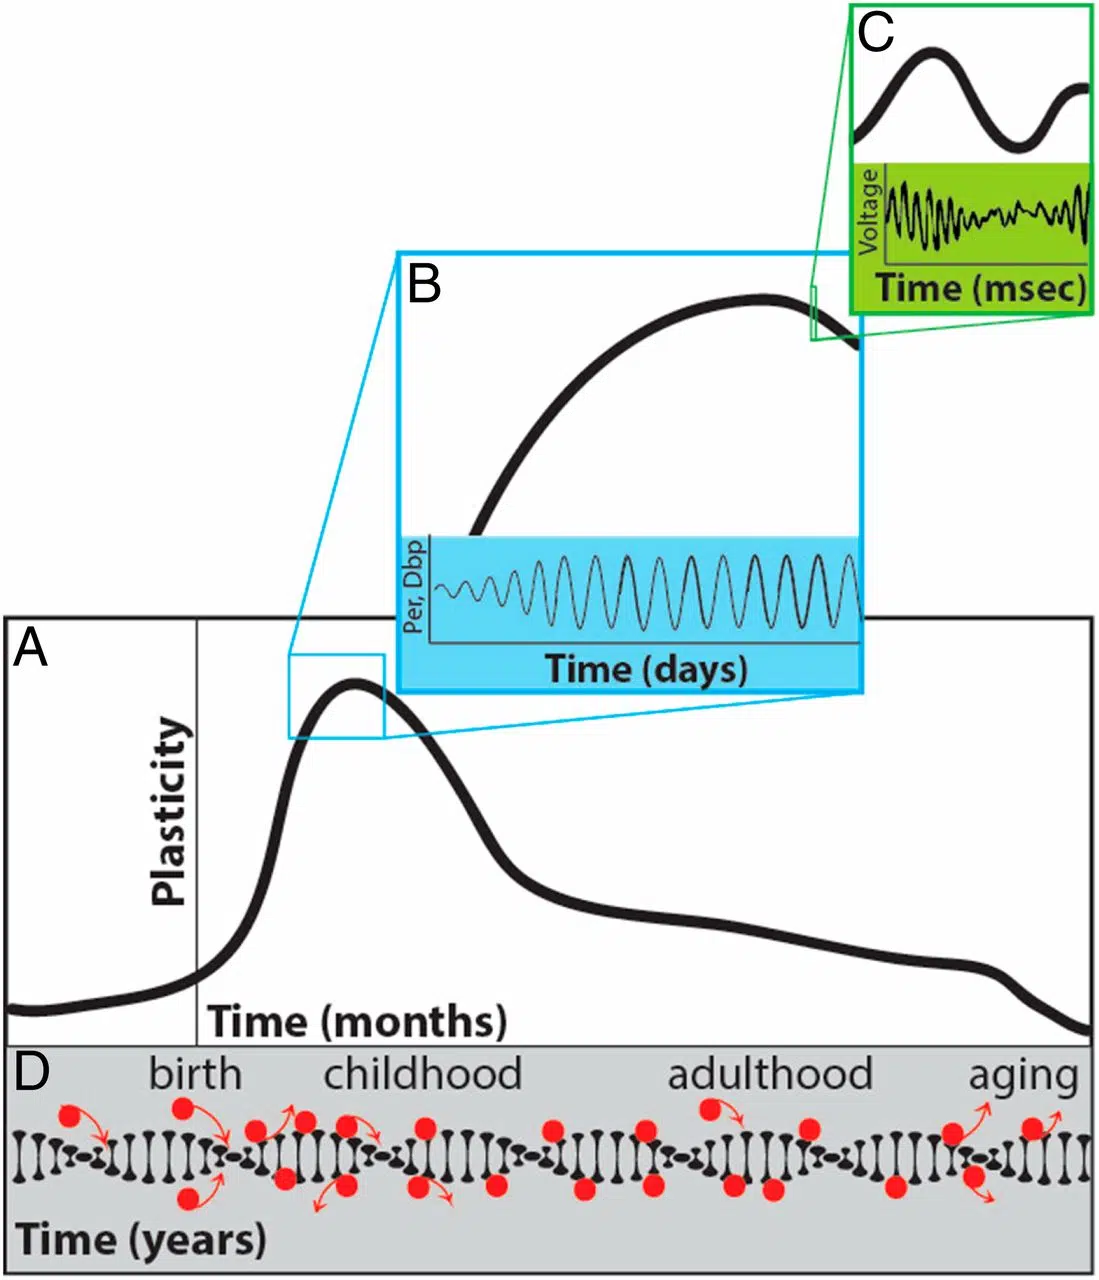 C
Voltage
Time (msec)
B
Per, Dbp
Time (days)
A
Plasticity
Time (months)
D
birth childhood adulthood aging
Time (years)